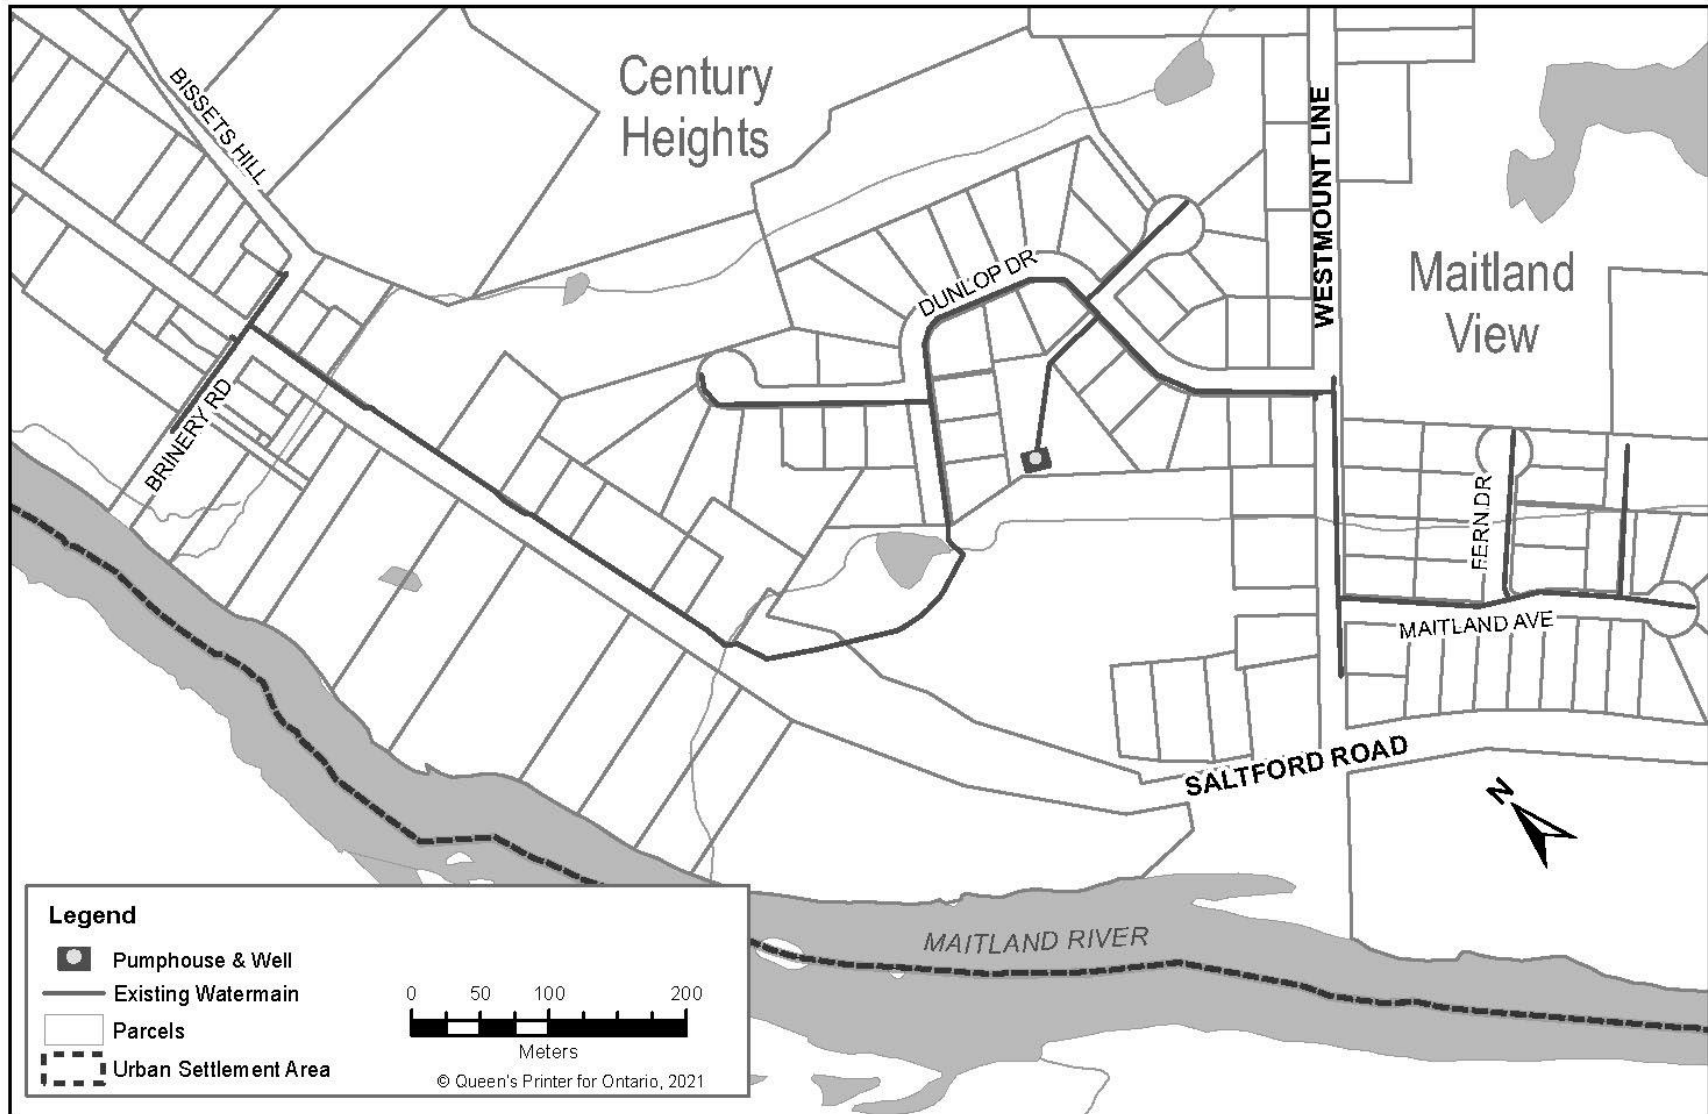 Century
Heights
BISSETS HILL
WESTMOUNT LINE
Maitland
View
DUNLOP DR
BRINERY RD
FERN DR
MAITLAND AVE
SALTFORD ROAD
N
MAITLAND RIVER
Legend
Pumphouse & Well
Existing Watermain
Parcels
Urban Settlement Area
0 50 100 200
Meters
© Queen's Printer for Ontario, 2021